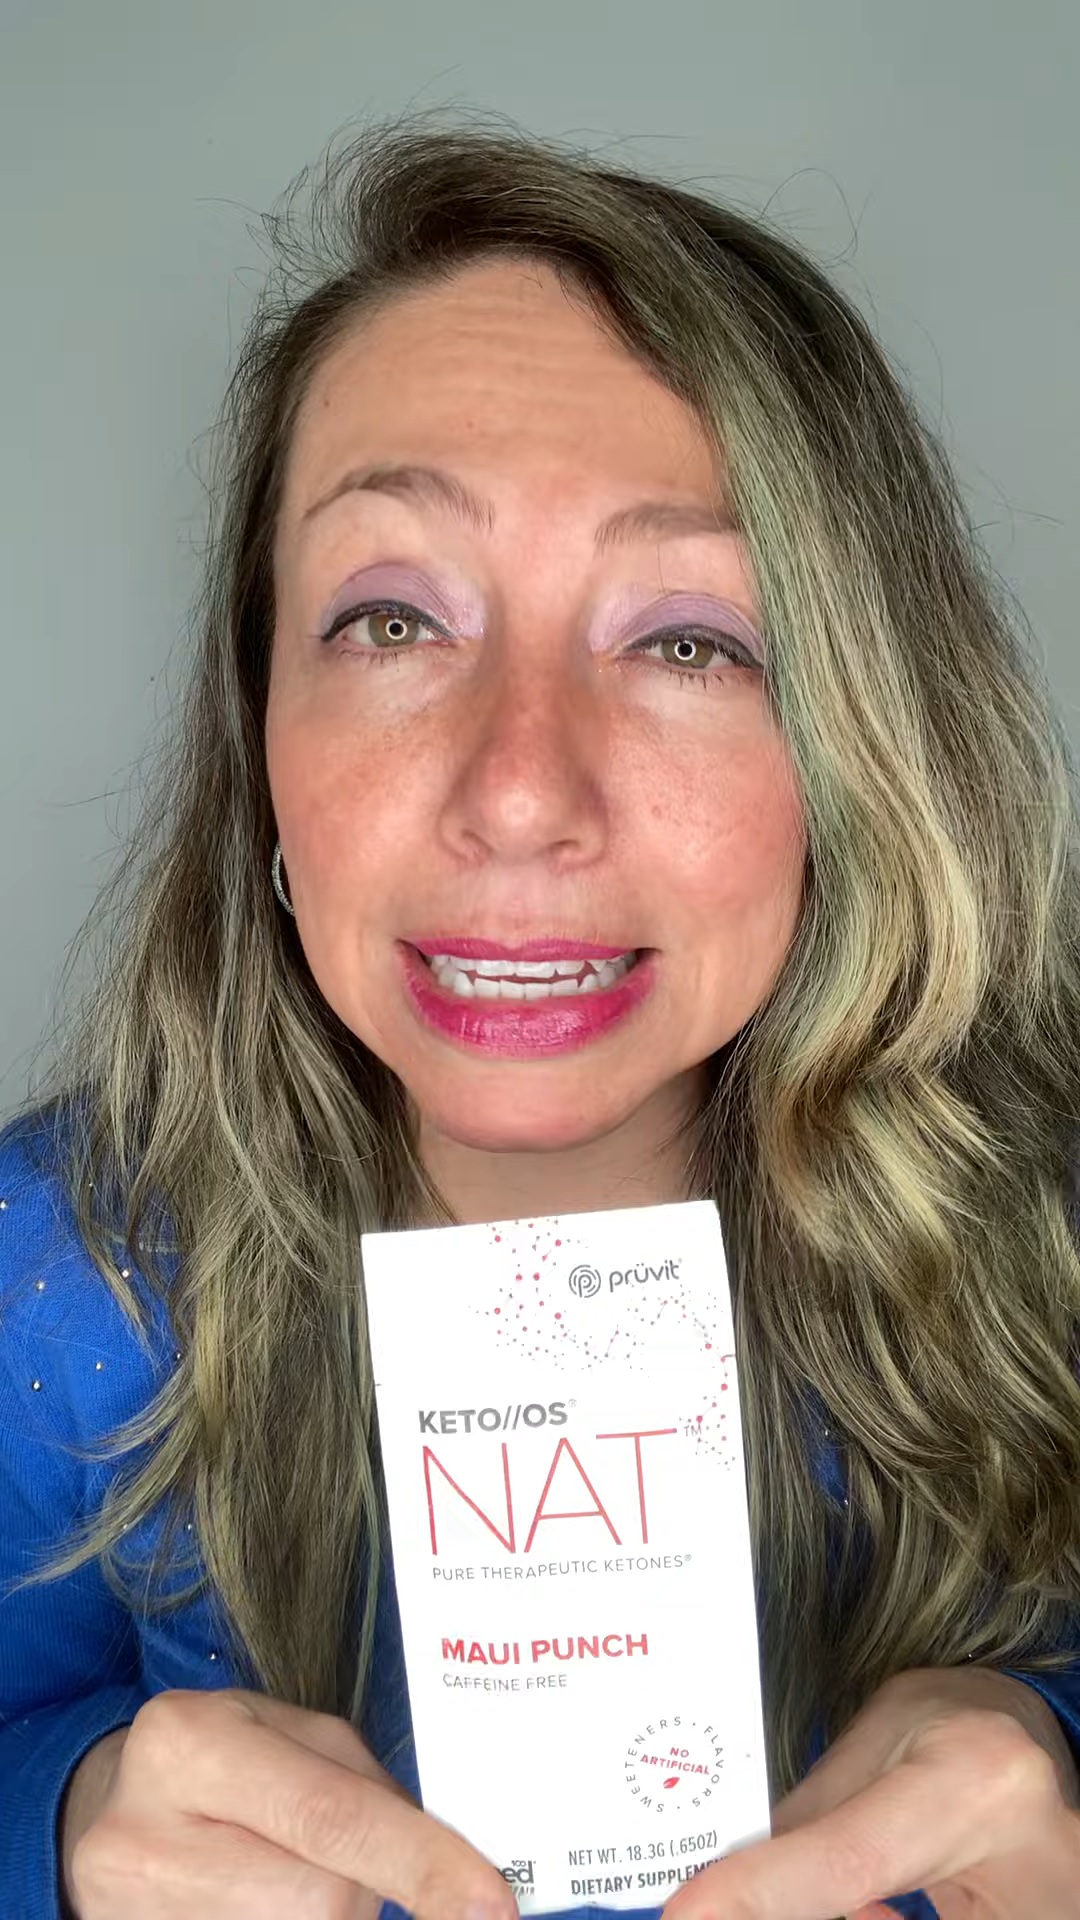 prüvit®
KETO//OS®
NAT™
PURE THERAPEUTIC KETONES®
MAUI PUNCH
CAFFEINE FREE
SWEETENERS • FLAVORS •
NO
ARTIFICIAL
NET WT. 18.3G (.65OZ)
DIETARY